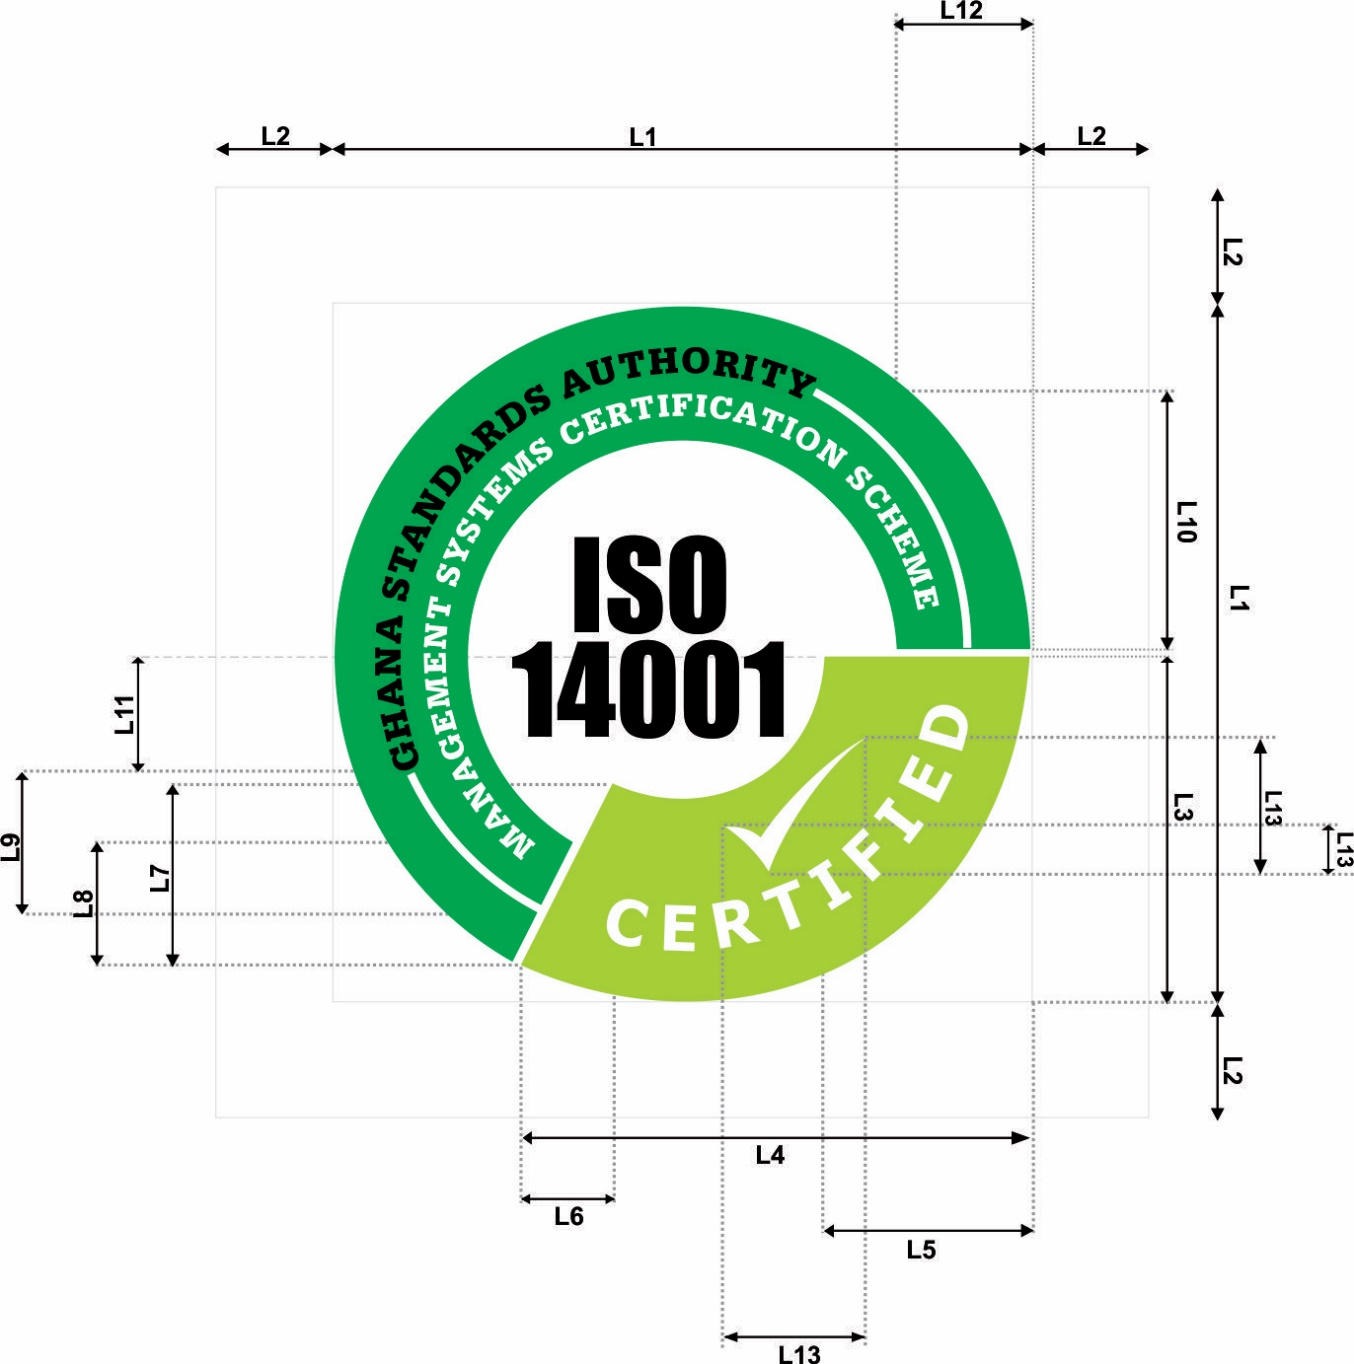 L12
L2
L1
L2
L2
GHANA STANDARDS AUTHORITY
MANAGEMENT SYSTEMS CERTIFICATION SCHEME
L10
ISO
14001
L1
L11
CERTIFIED
L3
L13
L13
L9
L8
L7
L2
L4
L6
L5
L13